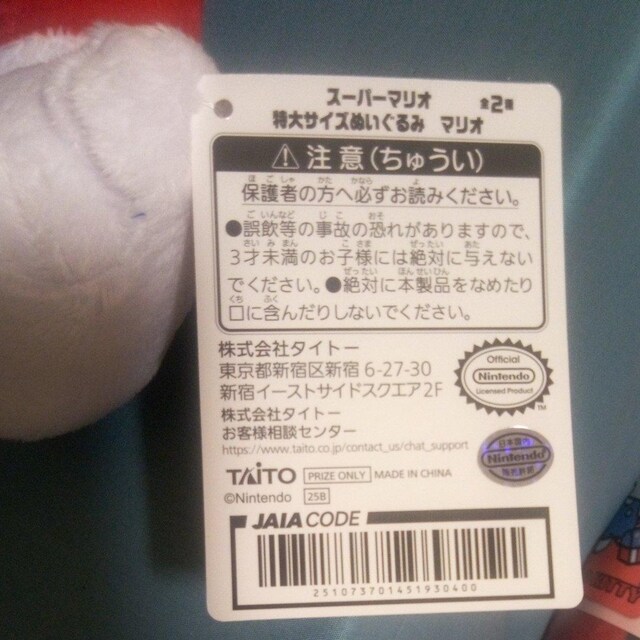 スーパーマリオ 全2種
特大サイズぬいぐるみ マリオ
注意(ちゅうい)
保護者の方へ必ずお読みください。
●誤飲等の事故の恐れがありますので、
3才未満のお子様には絶対に与えない
でください。●絶対に本製品をなめたり
口に含んだりしないでください。
株式会社タイトー
東京都新宿区新宿 6-27-30
新宿イーストサイドスクエア2F
株式会社タイトー
お客様相談センター
https://www.taito.co.jp/contact_us/chat_support
Official
Nintendo
Licensed Product
TM
日本国内
Nintendo
TAITO PRIZE ONLY MADE IN CHINA
©Nintendo 25B
JAIA CODE
2510737014519304​00